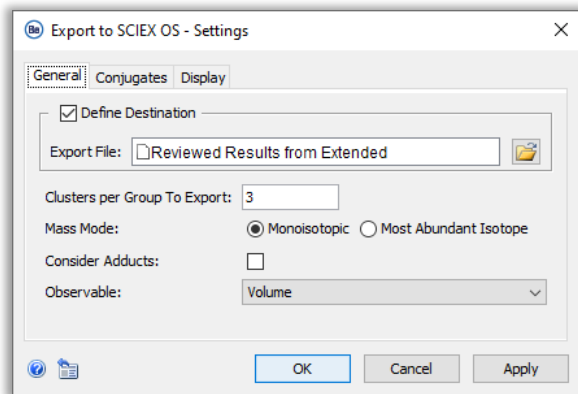 Be Export to SCIEX OS - Settings
General Conjugates Display
Define Destination
Export File: Reviewed Results from Extended
Clusters per Group To Export: 3
Mass Mode: Monoisotopic Most Abundant Isotope
Consider Adducts:
Observable: Volume
? OK Cancel Apply